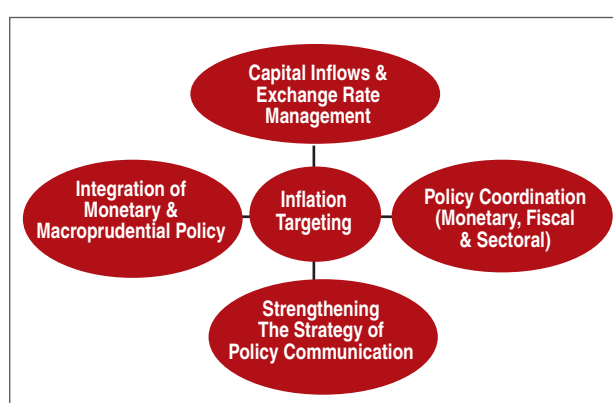 Capital Inflows &
Exchange Rate
Management
Integration of
Monetary &
Macroprudential Policy
Inflation
Targeting
Policy Coordination
(Monetary, Fiscal
& Sectoral)
Strengthening
The Strategy of
Policy Communication